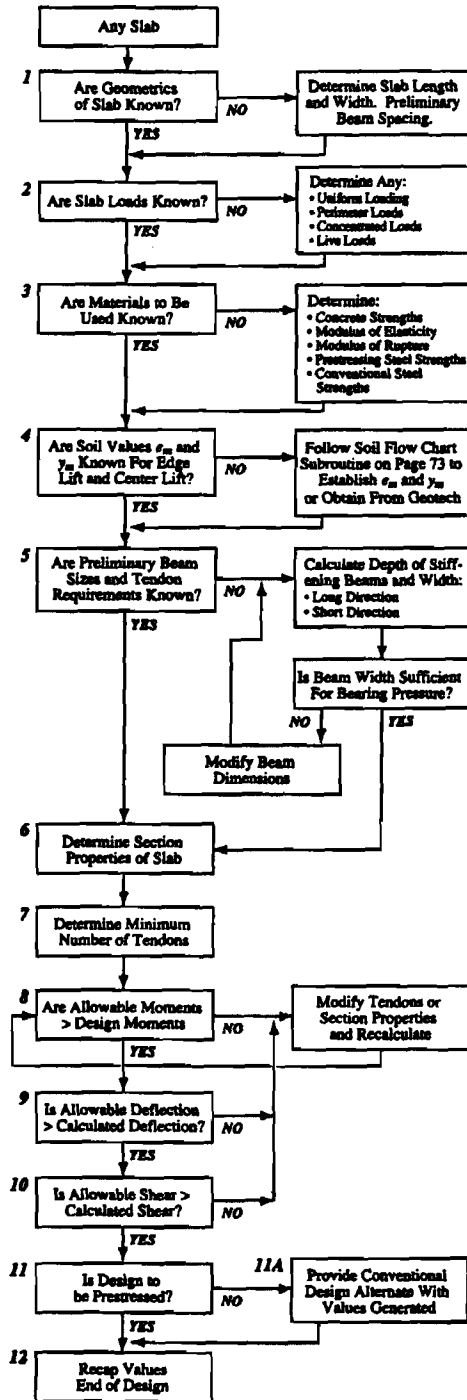 Any Slab
1
Are Geometrics
of Slab Known?
NO
Determine Slab Length
and Width. Preliminary
Beam Spacing.
YES
2
Are Slab Loads Known?
NO
Determine Any:
• Uniform Loading
• Perimeter Loads
• Concentrated Loads
• Live Loads
YES
3
Are Materials to Be
Used Known?
NO
Determine:
• Concrete Strengths
• Modulus of Elasticity
• Modulus of Rupture
• Prestressing Steel Strengths
• Conventional Steel
Strengths
YES
4
Are Soil Values em and
ym Known For Edge
Lift and Center Lift?
NO
Follow Soil Flow Chart
Subroutine on Page 73 to
Establish em and ym
or Obtain From Geotech
YES
5
Are Preliminary Beam
Sizes and Tendon
Requirements Known?
NO
Calculate Depth of Stiff-
ening Beams and Width:
• Long Direction
• Short Direction
YES
Is Beam Width Sufficient
For Bearing Pressure?
NO
YES
Modify Beam
Dimensions
6
Determine Section
Properties of Slab
7
Determine Minimum
Number of Tendons
8
Are Allowable Moments
> Design Moments
NO
Modify Tendons or
Section Properties
and Recalculate
YES
9
Is Allowable Deflection
> Calculated Deflection?
NO
YES
10
Is Allowable Shear >
Calculated Shear?
NO
YES
11
Is Design to
be Prestressed?
NO
11A
Provide Conventional
Design Alternate With
Values Generated
YES
12
Recap Values
End of Design